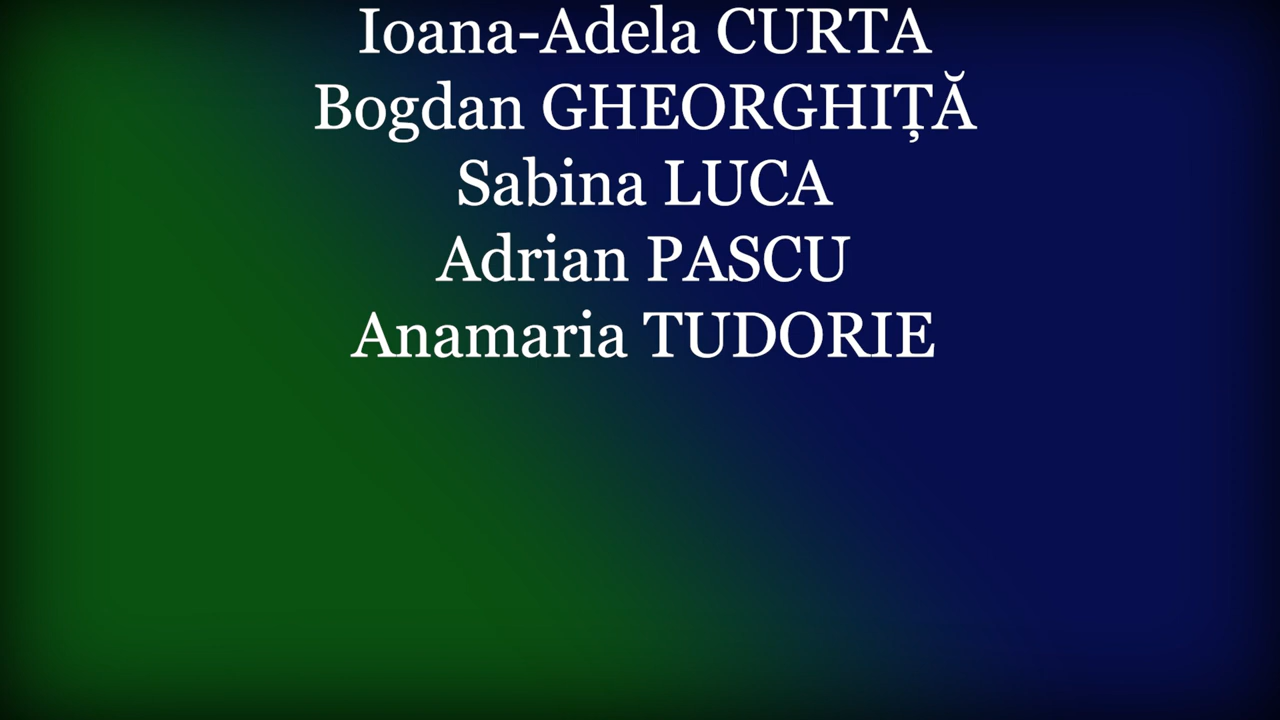 Ioana-Adela CURTA
Bogdan GHEORGHIȚĂ
Sabina LUCA
Adrian PASCU
Anamaria TUDORIE